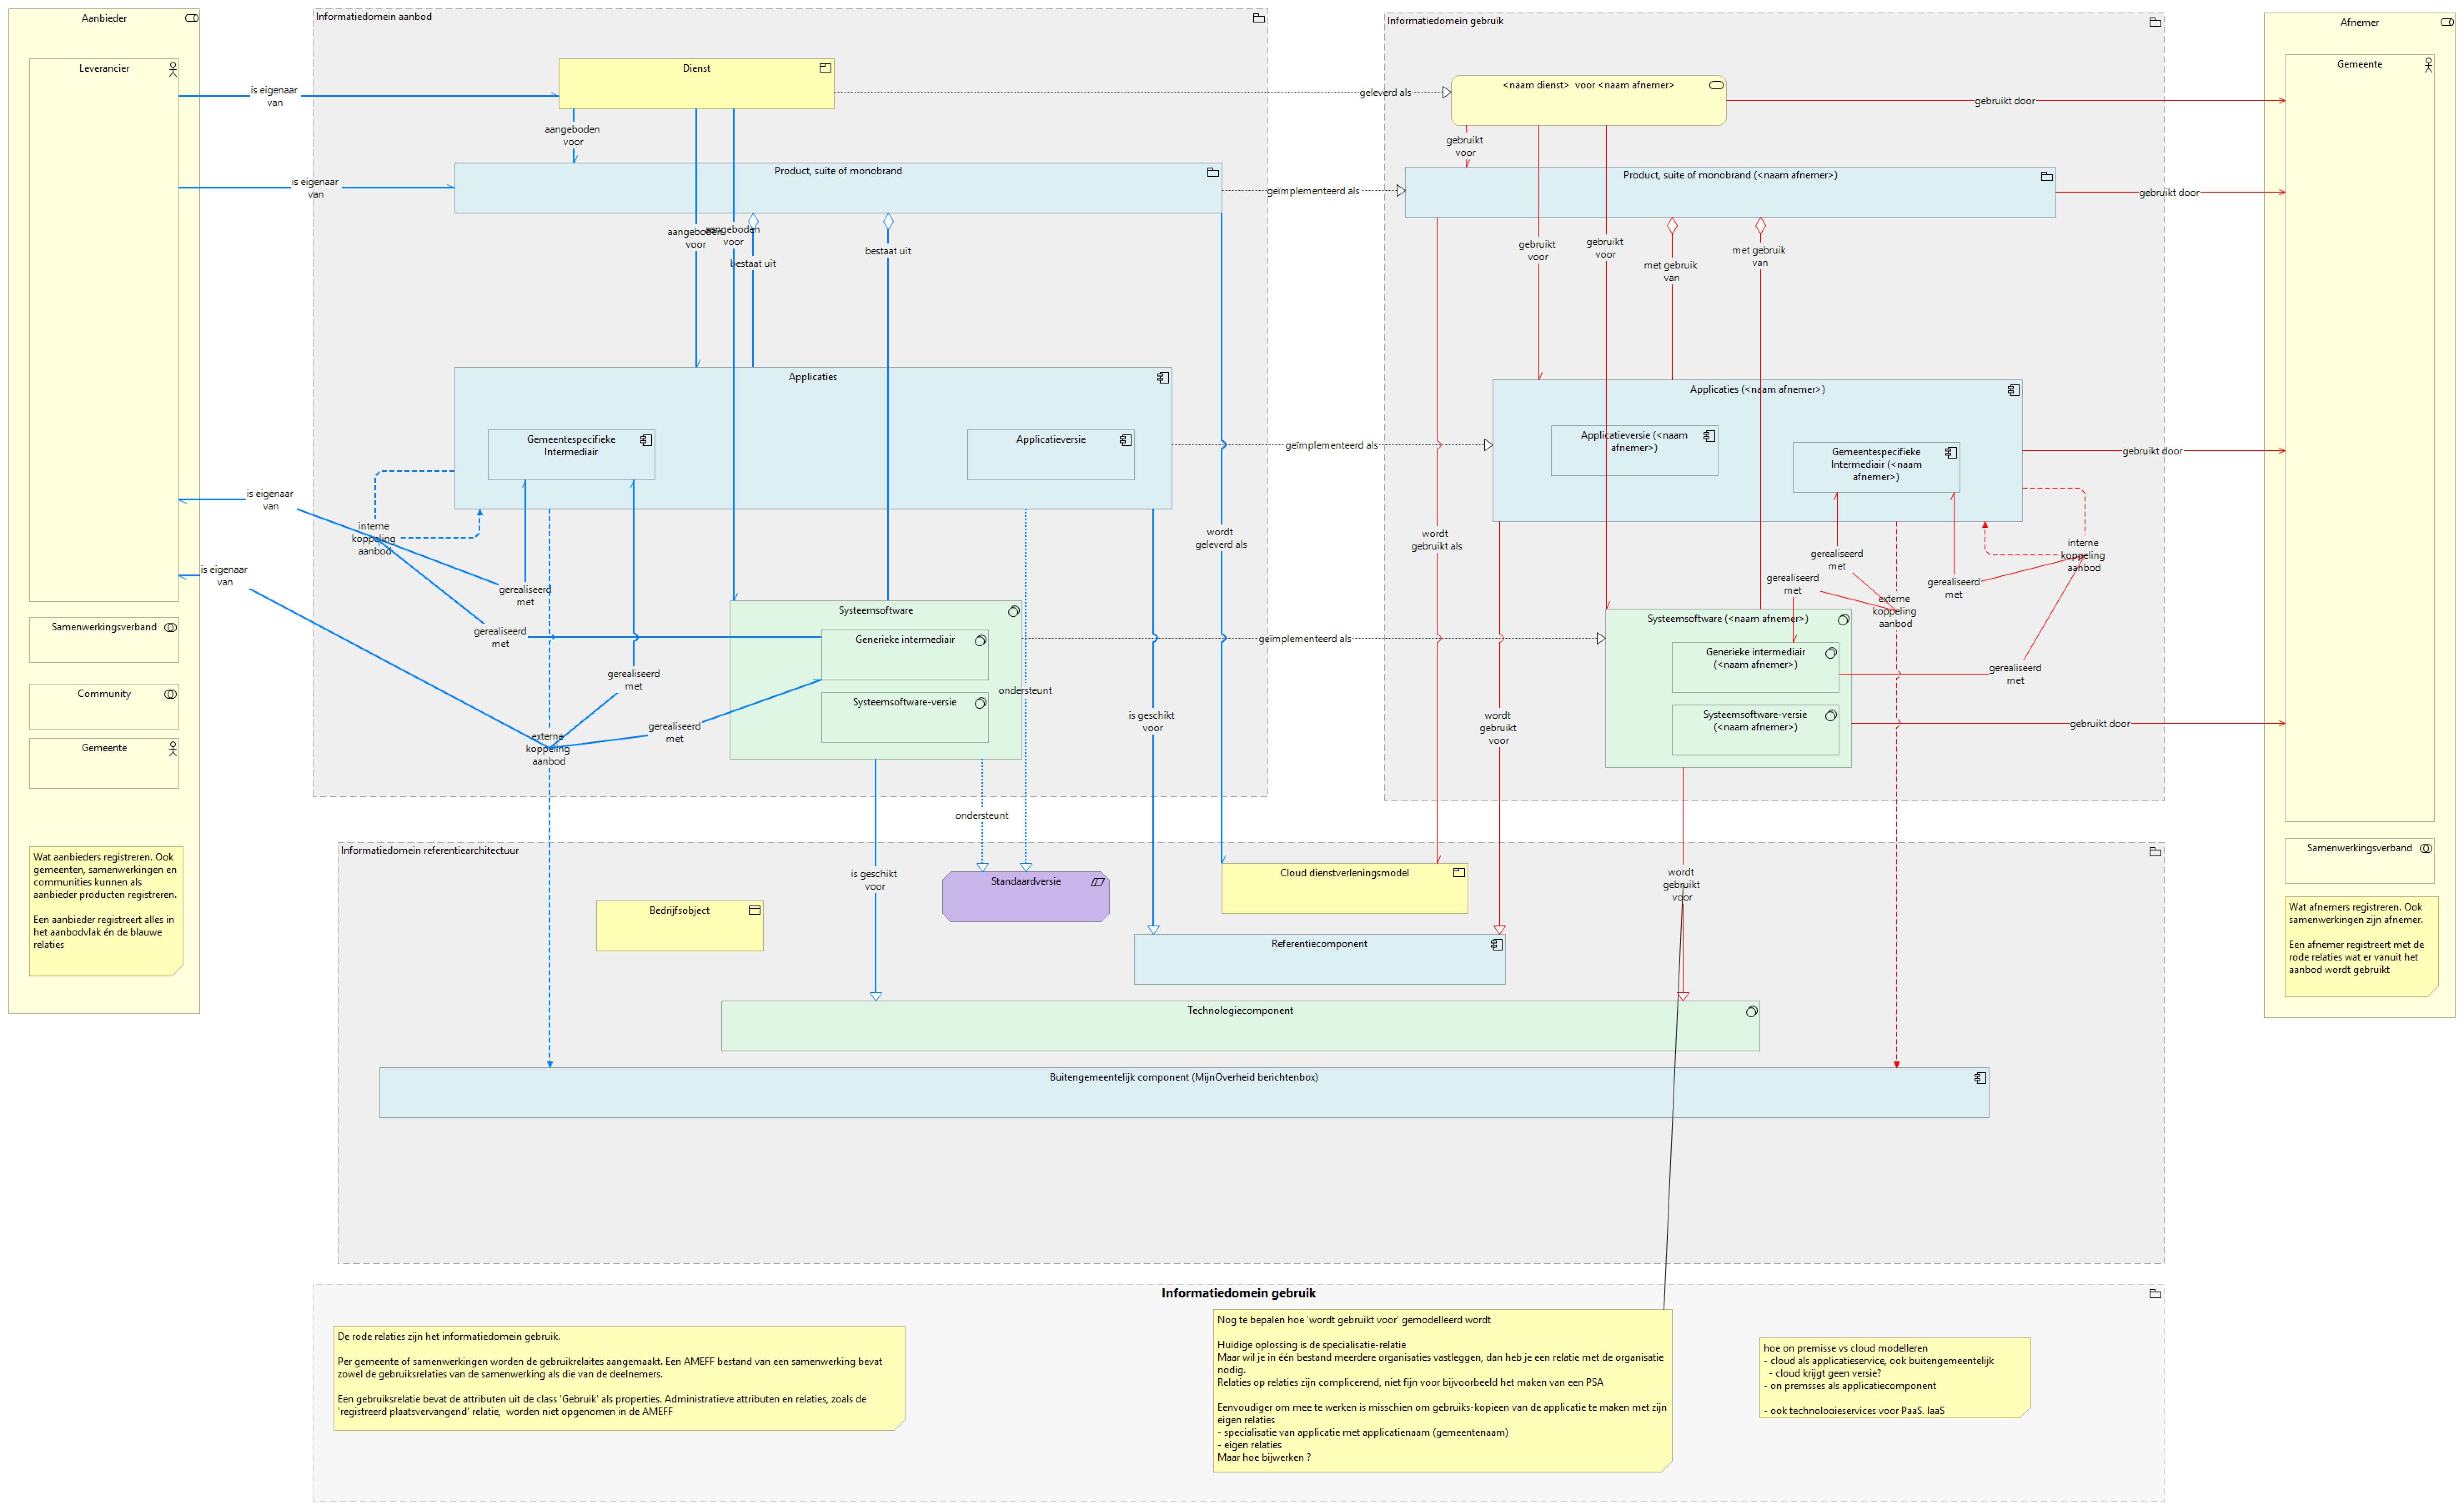 Aanbieder
Leverancier
Samenwerkingsverband
Community
Gemeente
Wat aanbieders registreren. Ook
gemeenten, samenwerkingen en
communities kunnen als
aanbieder producten registreren.
Een aanbieder registreert alles in
het aanbodvlak én de blauwe
relaties
is eigenaar
van
is eigenaar
van
is eigenaar
van
is eigenaar
van
Informatiedomein aanbod
Dienst
aangeboden
voor
Product, suite of monobrand
aangeboden
voor
aangeboden
voor
bestaat uit
bestaat uit
Applicaties
Gemeentespecifieke
Intermediair
Applicatieversie
interne
koppeling
aanbod
gerealiseerd
met
gerealiseerd
met
gerealiseerd
met
gerealiseerd
met
externe
koppeling
aanbod
Systeemsoftware
Generieke intermediair
Systeemsoftware-versie
ondersteunt
ondersteunt
is geschikt
voor
is geschikt
voor
wordt
geleverd als
geleverd als
geïmplementeerd als
geïmplementeerd als
geïmplementeerd als
Informatiedomein gebruik
<naam dienst>  voor <naam afnemer>
gebruikt
voor
Product, suite of monobrand (<naam afnemer>)
gebruikt
voor
gebruikt
voor
met gebruik
van
met gebruik
van
Applicaties (<naam afnemer>)
Applicatieversie (<naam
afnemer>)
Gemeentespecifieke
Intermediair (<naam
afnemer>)
wordt
gebruikt als
gerealiseerd
met
gerealiseerd
met
gerealiseerd
met
gerealiseerd
met
interne
koppeling
aanbod
externe
koppeling
aanbod
Systeemsoftware (<naam afnemer>)
Generieke intermediair
(<naam afnemer>)
Systeemsoftware-versie
(<naam afnemer>)
wordt
gebruikt
voor
wordt
gebruikt
voor
gebruikt door
gebruikt door
gebruikt door
gebruikt door
Afnemer
Gemeente
Samenwerkingsverband
Wat afnemers registreren. Ook
samenwerkingen zijn afnemer.
Een afnemer registreert met de
rode relaties wat er vanuit het
aanbod wordt gebruikt
Informatiedomein referentiearchitectuur
Bedrijfsobject
Standaardversie
Cloud dienstverleningsmodel
Referentiecomponent
Technologiecomponent
Buitengemeentelijk component (MijnOverheid berichtenbox)
Informatiedomein gebruik
De rode relaties zijn het informatiedomein gebruik.
Per gemeente of samenwerkingen worden de gebruikrelaites aangemaakt. Een AMEFF bestand van een samenwerking bevat
zowel de gebruiksrelaties van de samenwerking als die van de deelnemers.
Een gebruiksrelatie bevat de attributen uit de class 'Gebruik' als properties. Administratieve attributen en relaties, zoals de
'registreerd plaatsvervangend' relatie,  worden niet opgenomen in de AMEFF
Nog te bepalen hoe 'wordt gebruikt voor' gemodelleerd wordt
Huidige oplossing is de specialisatie-relatie
Maar wil je in één bestand meerdere organisaties vastleggen, dan heb je een relatie met de organisatie
nodig.
Relaties op relaties zijn complicerend, niet fijn voor bijvoorbeeld het maken van een PSA
Eenvoudiger om mee te werken is misschien om gebruiks-kopieen van de applicatie te maken met zijn
eigen relaties
- specialisatie van applicatie met applicatienaam (gemeentenaam)
- eigen relaties
Maar hoe bijwerken ?
hoe on premisse vs cloud modelleren
- cloud als applicatieservice, ook buitengemeentelijk
- cloud krijgt geen versie?
- on premsses als applicatiecomponent
- ook technologieservices voor PaaS, IaaS